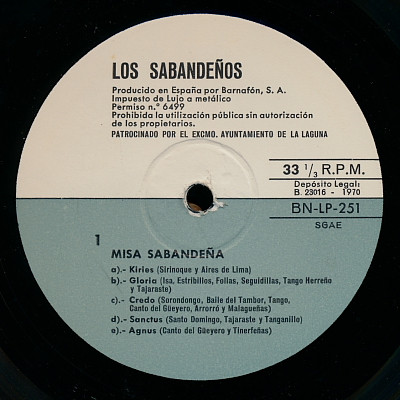 LOS SABANDEÑOS
Producido en España por Barnafón, S. A.
Impuesto de Lujo a metálico
Permiso n.º 6499
Prohibida la utilización pública sin autorización
de los propietarios.
PATROCINADO POR EL EXCMO. AYUNTAMIENTO DE LA LAGUNA
33 1/3 R.P.M.
Depósito Legal:
B. 23016 - 1970
BN-LP-251
SGAE
1
MISA SABANDEÑA
a).- Kiries (Sirinoque y Aires de Lima)
b).- Gloria (Isa, Estribillos, Folias, Seguidillas, Tango Herreño
y Tajaraste)
c).- Credo (Sorondongo, Baile del Tambor, Tango,
Canto del Güeyero, Arrorró y Malagueñas)
d).- Sanctus (Santo Domingo, Tajaraste y Tanganillo)
e).- Agnus (Canto del Güeyero y Tinerfeñas)